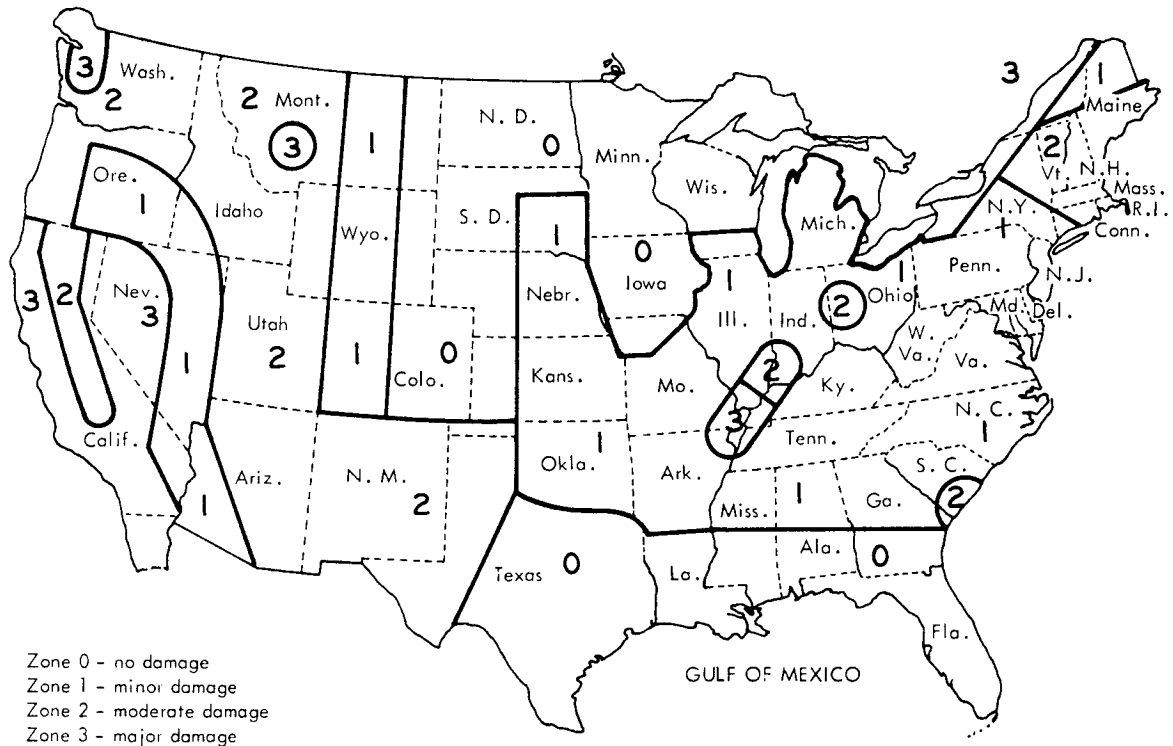 3
1
3
Wash.
2
2
Mont.
N. D.
Maine
2
1
3
0
Minn.
Vt.
N.H.
Ore.
Wis.
Mass.
1
Idaho
S. D.
Mich.
N.Y.
R.I.
Wyo.
1
0
1
Conn.
Penn.
1
1
N.J.
3
2
Nev.
Nebr.
Iowa
2
Ohio
3
Utah
Ill.
Ind.
Md.
Del.
2
1
0
W.
Va.
Va.
1
Colo.
Kans.
Mo.
2
Ky.
N. C.
3
1
Calif.
Tenn.
1
Okla.
S. C.
Ariz.
N. M.
Ark.
2
1
2
Miss.
1
Ga.
Texas
0
La.
Ala.
0
Fla.
GULF OF MEXICO
Zone 0 - no damage
Zone 1 - minor damage
Zone 2 - moderate damage
Zone 3 - major damage